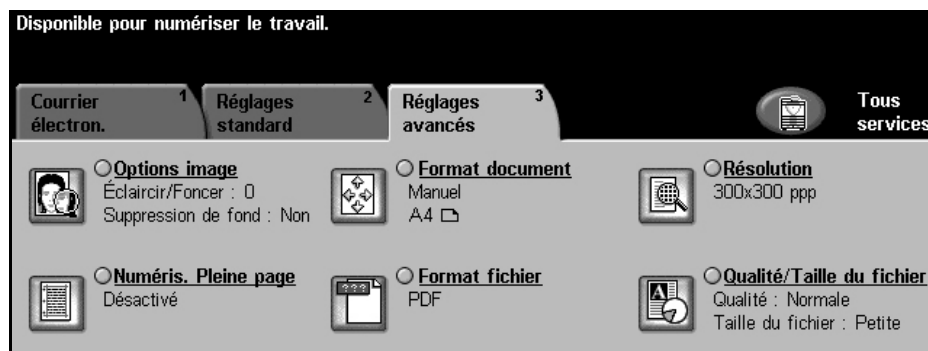 Disponible pour numériser le travail.
Courrier électron.
1
Réglages standard
2
Réglages avancés
3
Tous services
Options image
Éclaircir/Foncer : 0
Suppression de fond : Non
Format document
Manuel
A4
Résolution
300x300 ppp
Numéris. Pleine page
Désactivé
Format fichier
???
PDF
Qualité/Taille du fichier
A
Qualité : Normale
Taille du fichier : Petite